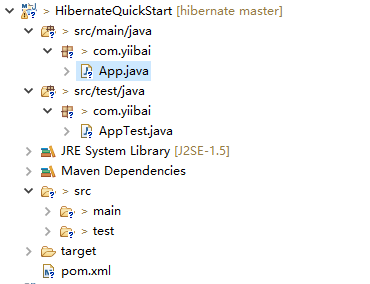 > HibernateQuickStart [hibernate master]
> src/main/java
> com.yiibai
> App.java
> src/test/java
> com.yiibai
> AppTest.java
JRE System Library [J2SE-1.5]
Maven Dependencies
> src
> main
> test
target
pom.xml